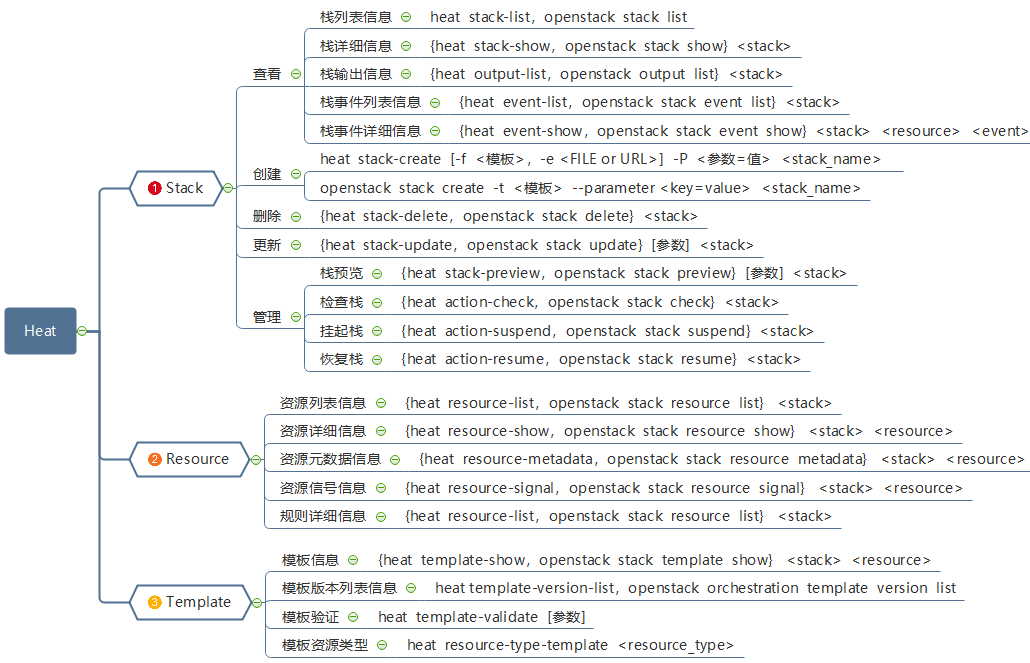 Heat
1 Stack
查看
栈列表信息 heat stack-list，openstack stack list
栈详细信息 {heat stack-show，openstack stack show} <stack>
栈输出信息 {heat output-list，openstack output list} <stack>
栈事件列表信息 {heat event-list，openstack stack event list} <stack>
栈事件详细信息 {heat event-show，openstack stack event show} <stack> <resource> <event>
创建
heat stack-create [-f <模板>，-e <FILE or URL>] -P <参数=值> <stack_name>
openstack stack create -t <模板> --parameter <key=value> <stack_name>
删除 {heat stack-delete，openstack stack delete} <stack>
更新 {heat stack-update，openstack stack update} [参数] <stack>
管理
栈预览 {heat stack-preview，openstack stack preview} [参数] <stack>
检查栈 {heat action-check，openstack stack check} <stack>
挂起栈 {heat action-suspend，openstack stack suspend} <stack>
恢复栈 {heat action-resume，openstack stack resume} <stack>
2 Resource
资源列表信息 {heat resource-list，openstack stack resource list} <stack>
资源详细信息 {heat resource-show，openstack stack resource show} <stack> <resource>
资源元数据信息 {heat resource-metadata，openstack stack resource metadata} <stack> <resource>
资源信号信息 {heat resource-signal，openstack stack resource signal} <stack> <resource>
规则详细信息 {heat resource-list，openstack stack resource list} <stack>
3 Template
模板信息 {heat template-show，openstack stack template show} <stack> <resource>
模板版本列表信息 heat template-version-list，openstack orchestration template version list
模板验证 heat template-validate [参数]
模板资源类型 heat resource-type-template <resource_type>